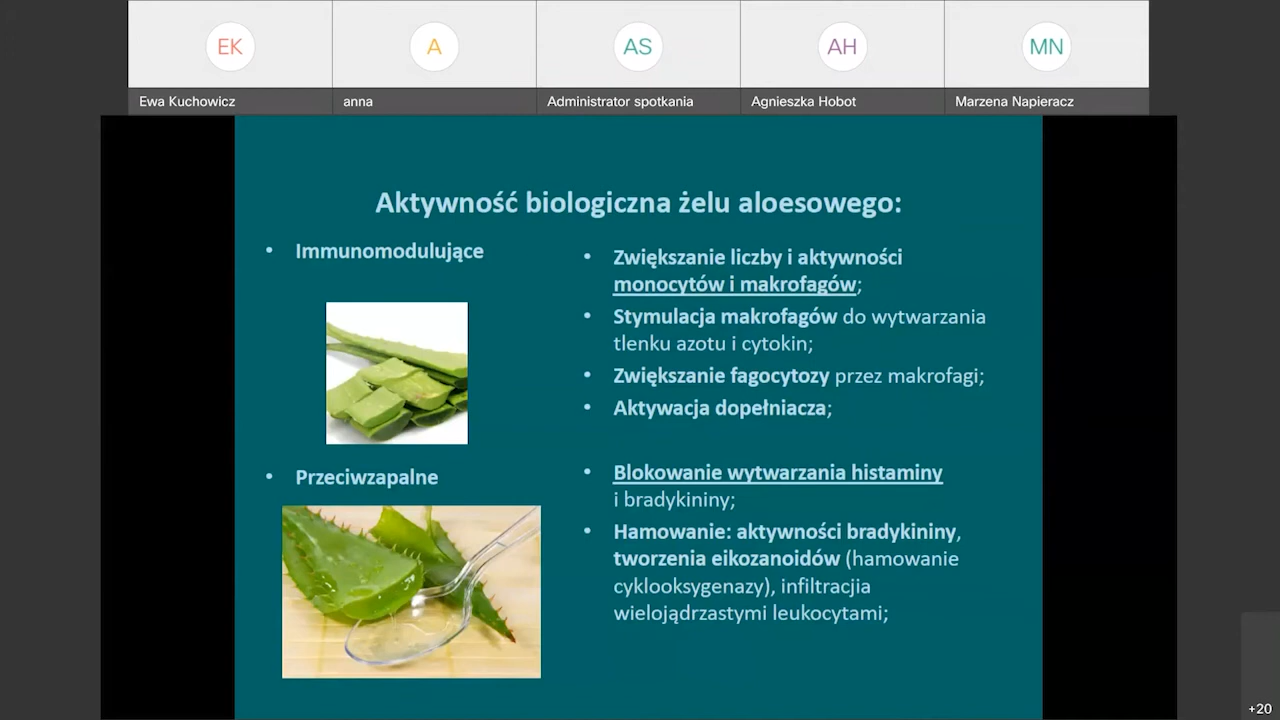 EK
A
AS
AH
MN
Ewa Kuchowicz
anna
Administrator spotkania
Agnieszka Hobot
Marzena Napieracz
Aktywność biologiczna żelu aloesowego:
• Immunomodulujące
• Zwiększanie liczby i aktywności
monocytów i makrofagów;
• Stymulacja makrofagów do wytwarzania
tlenku azotu i cytokin;
• Zwiększanie fagocytozy przez makrofagi;
• Aktywacja dopełniacza;
• Przeciwzapalne
• Blokowanie wytwarzania histaminy
i bradykininy;
• Hamowanie: aktywności bradykininy,
tworzenia eikozanoidów (hamowanie
cyklooksygenazy), infiltracjia
wielojądrzastymi leukocytami;
+20